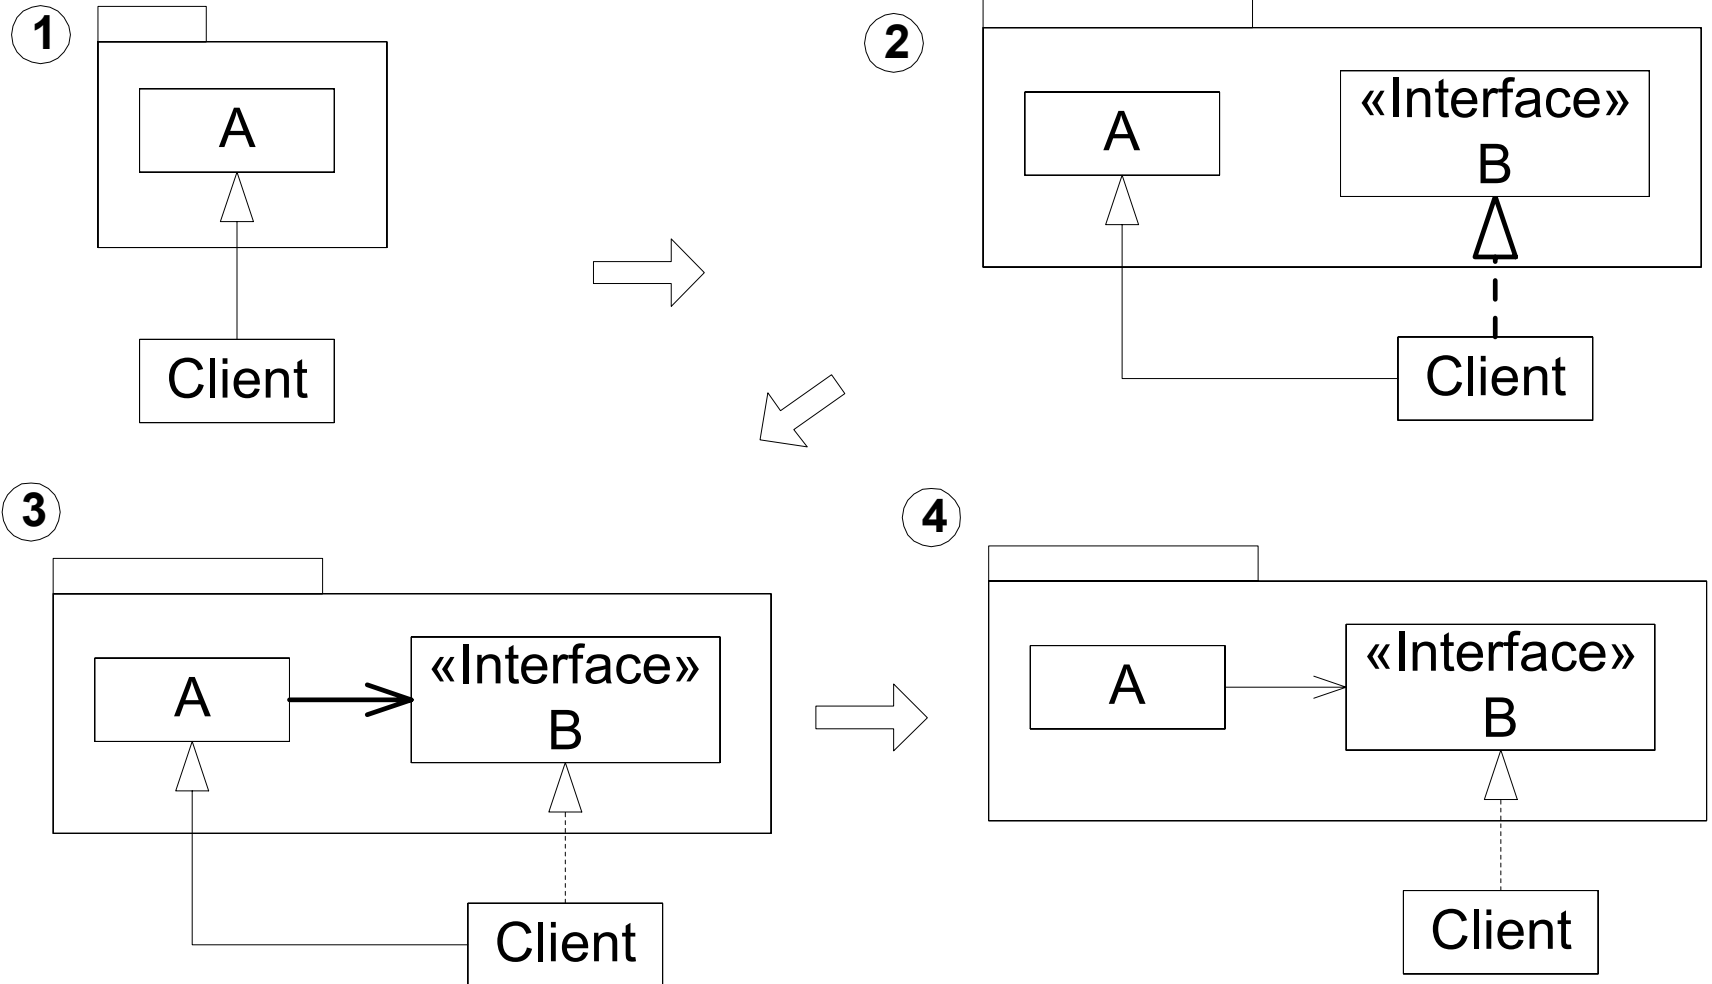 1
A
Client
2
A
«Interface»
B
Client
3
A
«Interface»
B
Client
4
A
«Interface»
B
Client